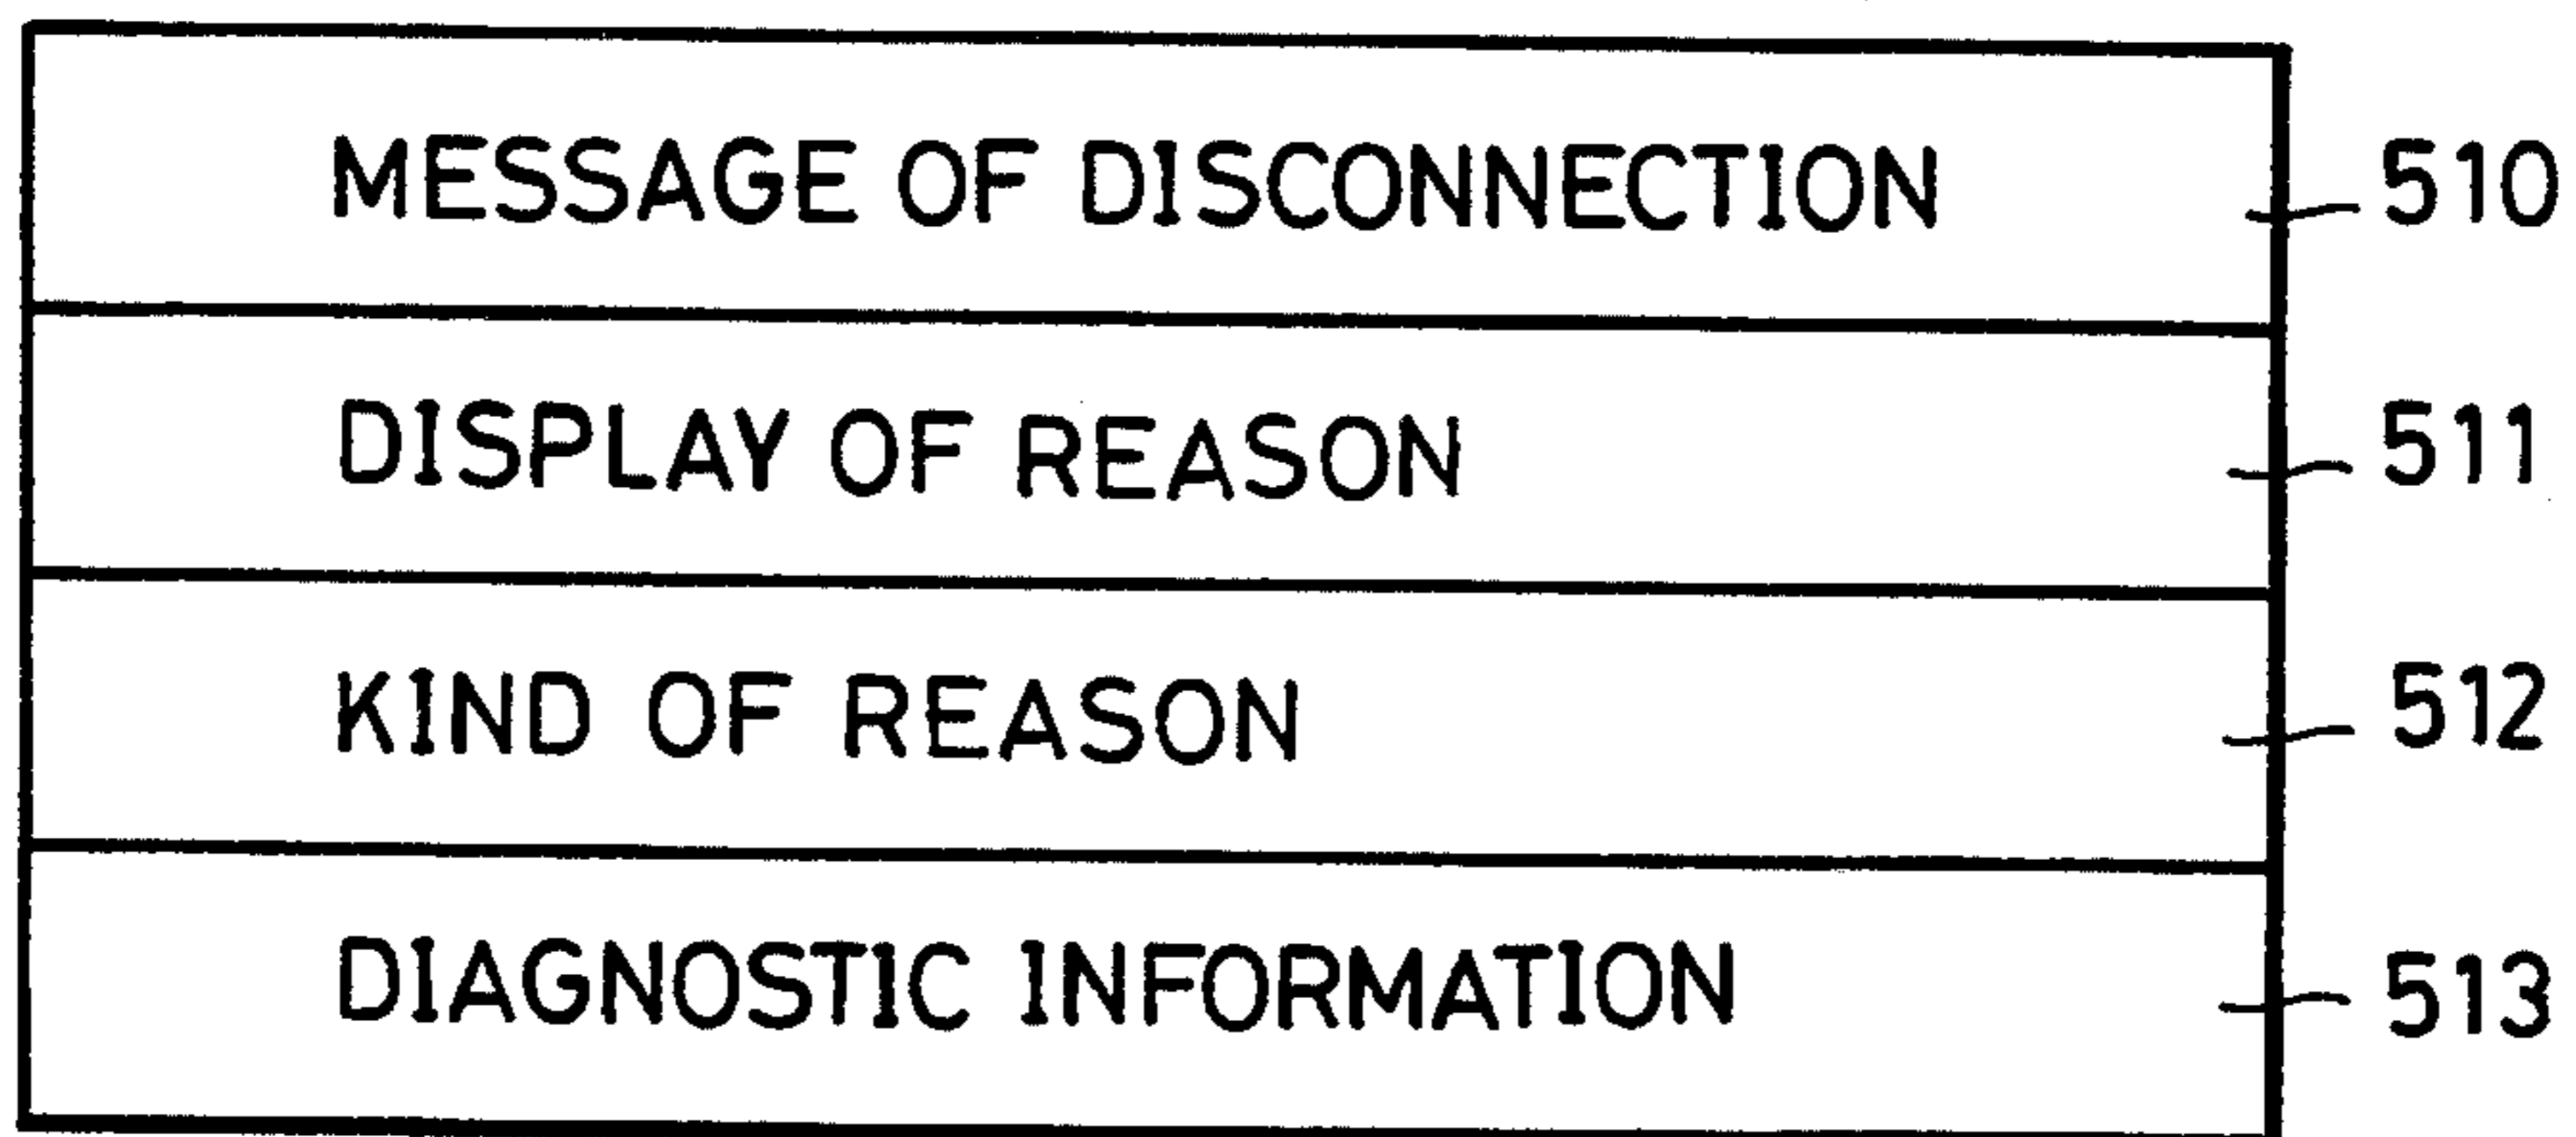 MESSAGE OF DISCONNECTION 510
DISPLAY OF REASON 511
KIND OF REASON 512
DIAGNOSTIC INFORMATION 513